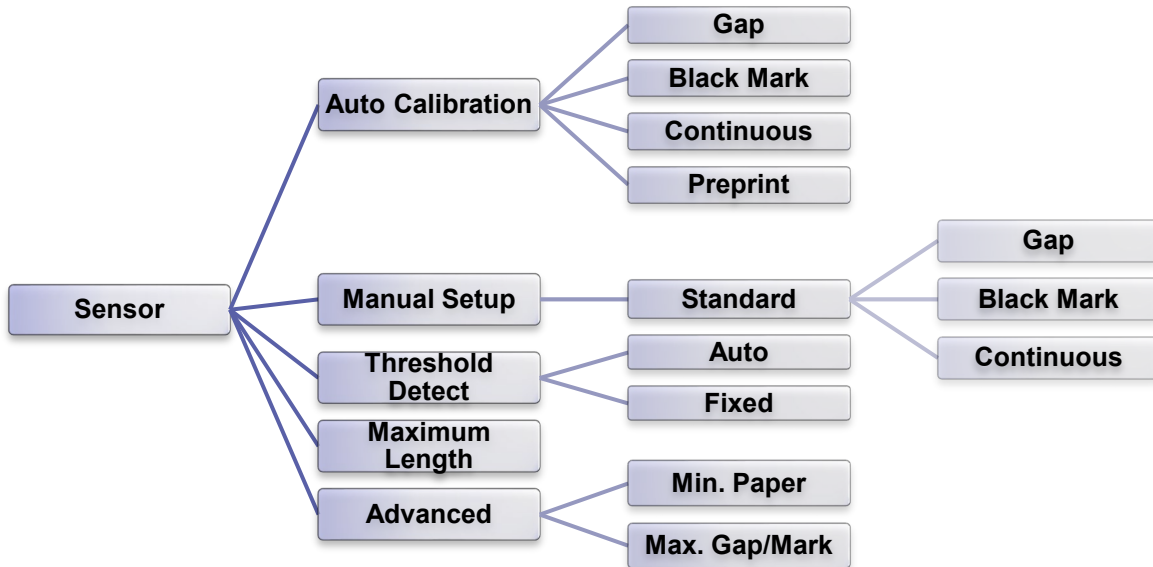 Sensor
Auto Calibration
Gap
Black Mark
Continuous
Preprint
Manual Setup
Standard
Gap
Black Mark
Continuous
Threshold
Detect
Auto
Fixed
Maximum
Length
Advanced
Min. Paper
Max. Gap/Mark